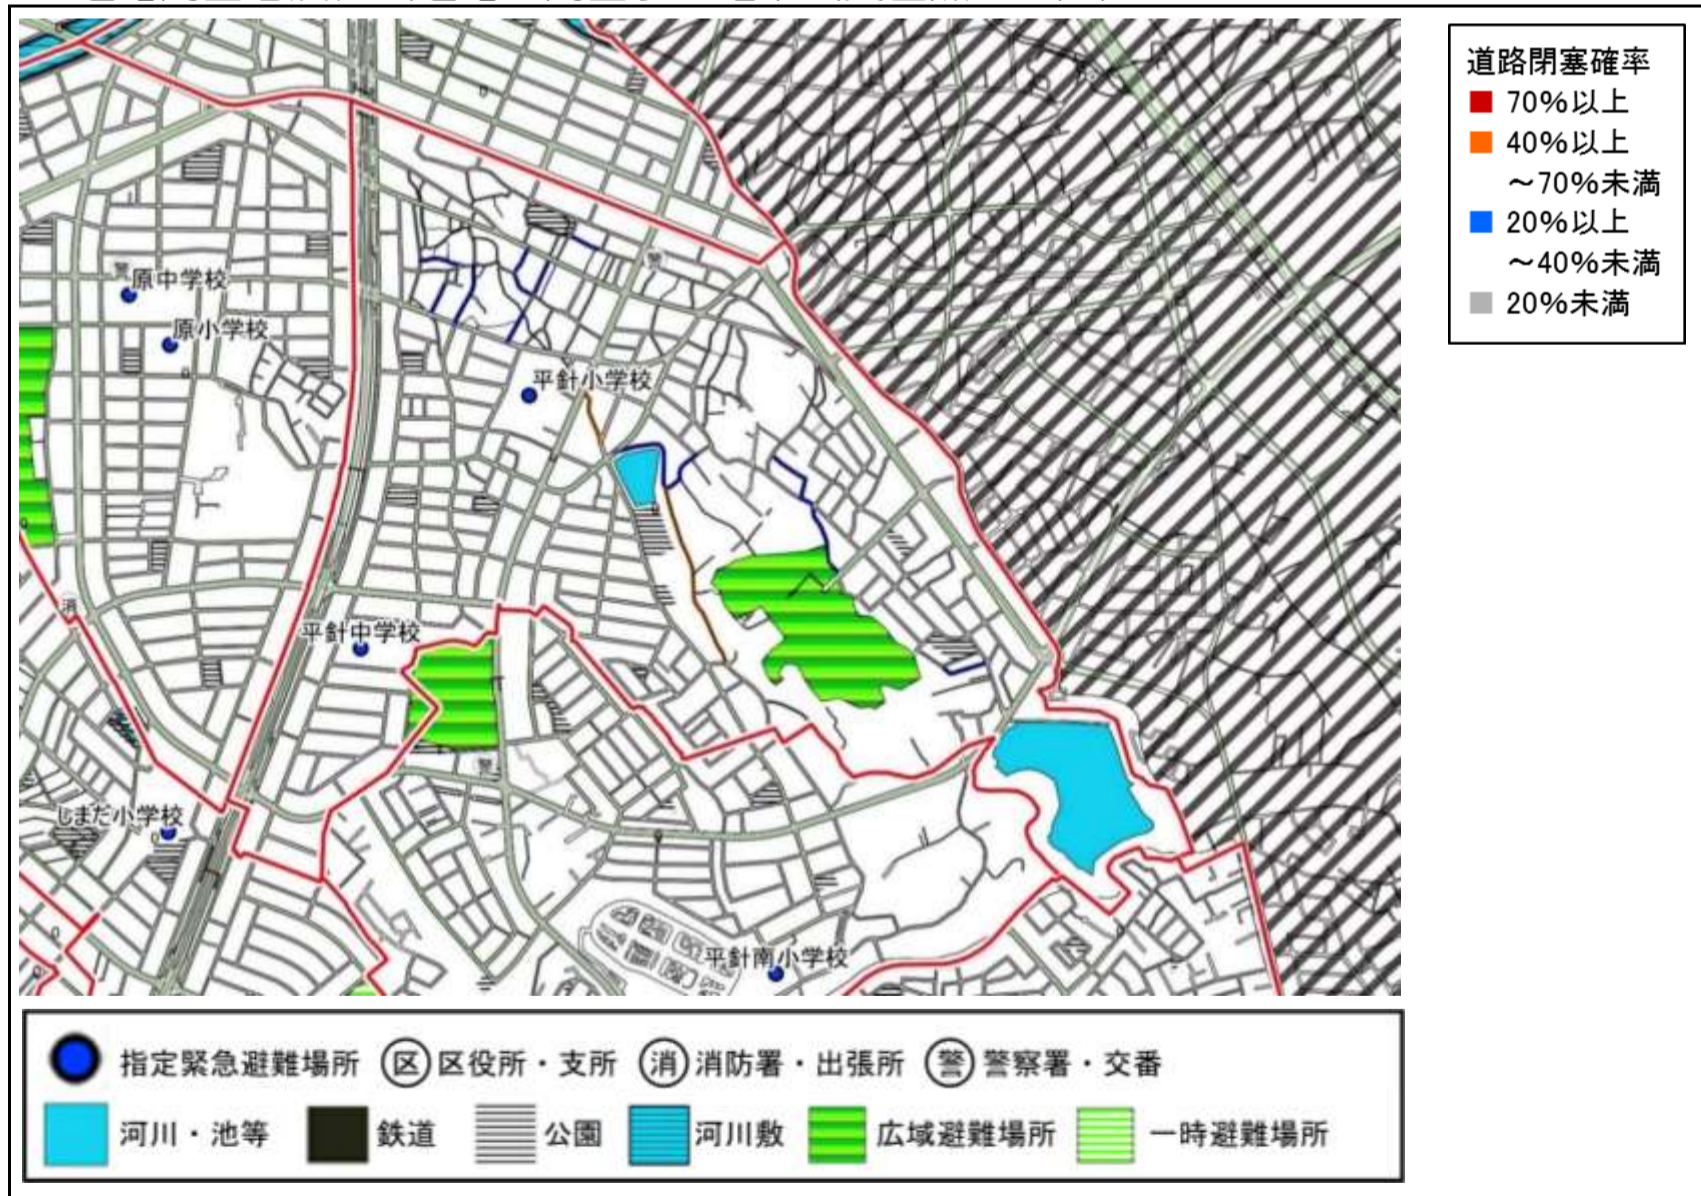 道路閉塞確率
70%以上
40%以上
～70%未満
20%以上
～40%未満
20%未満
警
警
原中学校
原小学校
平針小学校
消
平針中学校
警
しまだ小学校
平針南小学校
指定緊急避難場所 区 区役所・支所 消 消防署・出張所 警 警察署・交番
河川・池等 鉄道 公園 河川敷 広域避難場所 一時避難場所